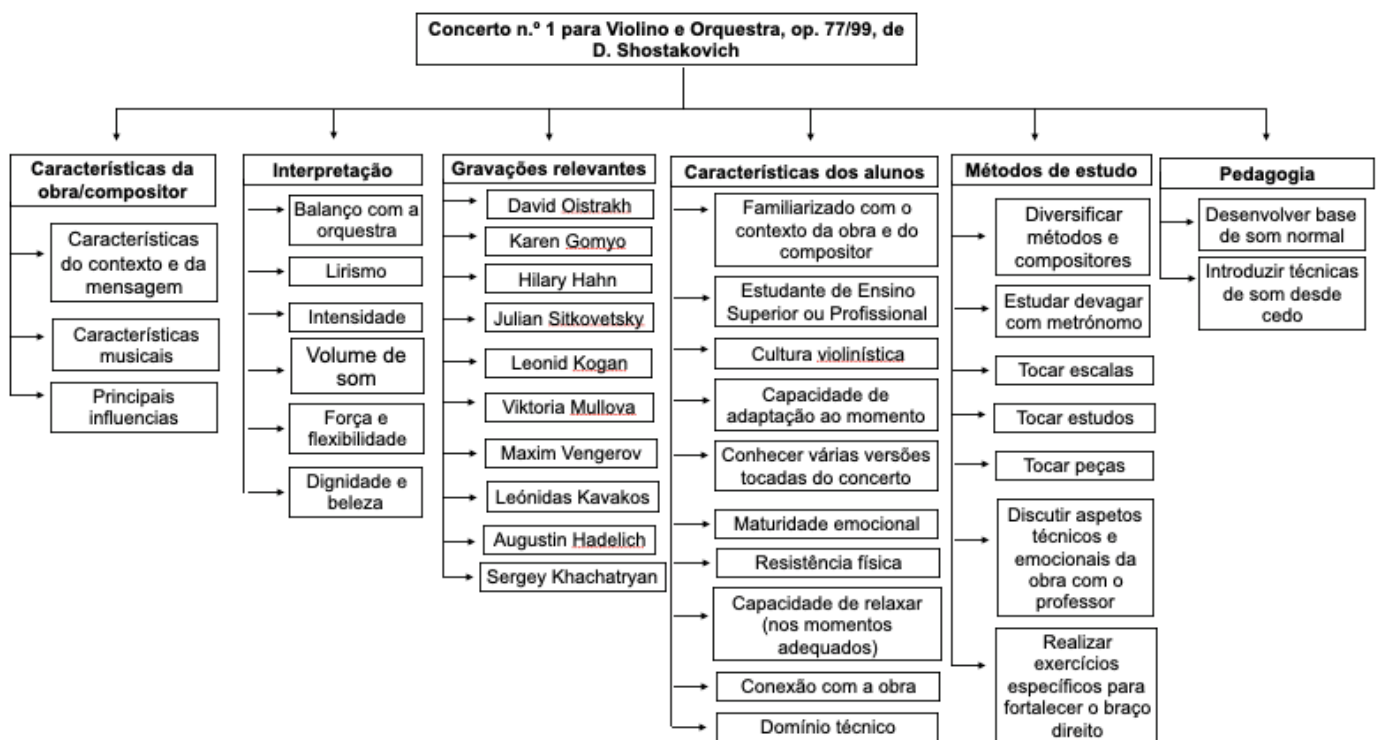 Concerto n.º 1 para Violino e Orquestra, op. 77/99, de
D. Shostakovich
Características da
obra/compositor
Características
do contexto e da
mensagem
Características
musicais
Principais
influencias
Interpretação
Balanço com a
orquestra
Lirismo
Intensidade
Volume de
som
Força e
flexibilidade
Dignidade e
beleza
Gravações relevantes
David Oistrakh
Karen Gomyo
Hilary Hahn
Julian Sitkovetsky
Leonid Kogan
Viktoria Mullova
Maxim Vengerov
Leónidas Kavakos
Augustin Hadelich
Sergey Khachatryan
Características dos alunos
Familiarizado com o
contexto da obra e do
compositor
Estudante de Ensino
Superior ou Profissional
Cultura violinística
Capacidade de
adaptação ao momento
Conhecer várias versões
tocadas do concerto
Maturidade emocional
Resistência física
Capacidade de relaxar
(nos momentos
adequados)
Conexão com a obra
Domínio técnico
Métodos de estudo
Diversificar
métodos e
compositores
Estudar devagar
com metrónomo
Tocar escalas
Tocar estudos
Tocar peças
Discutir aspetos
técnicos e
emocionais da
obra com o
professor
Realizar
exercícios
específicos para
fortalecer o braço
direito
Pedagogia
Desenvolver base
de som normal
Introduzir técnicas
de som desde
cedo